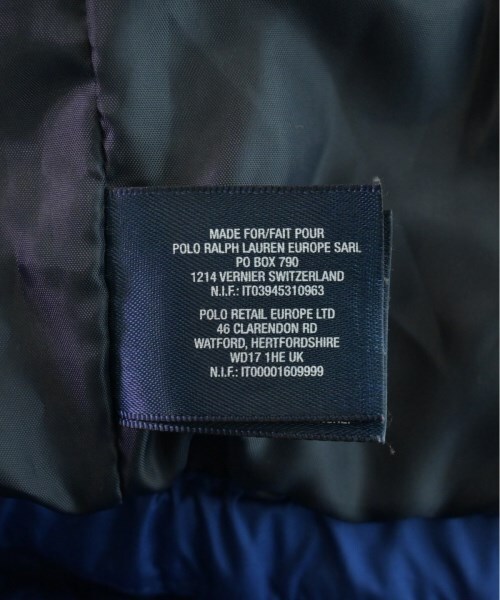 MADE FOR/FAIT POUR
POLO RALPH LAUREN EUROPE SARL
PO BOX 790
1214 VERNIER SWITZERLAND
N.I.F.: IT03945310963
POLO RETAIL EUROPE LTD
46 CLARENDON RD
WATFORD, HERTFORDSHIRE
WD17 1HE UK
N.I.F.: IT00001609999